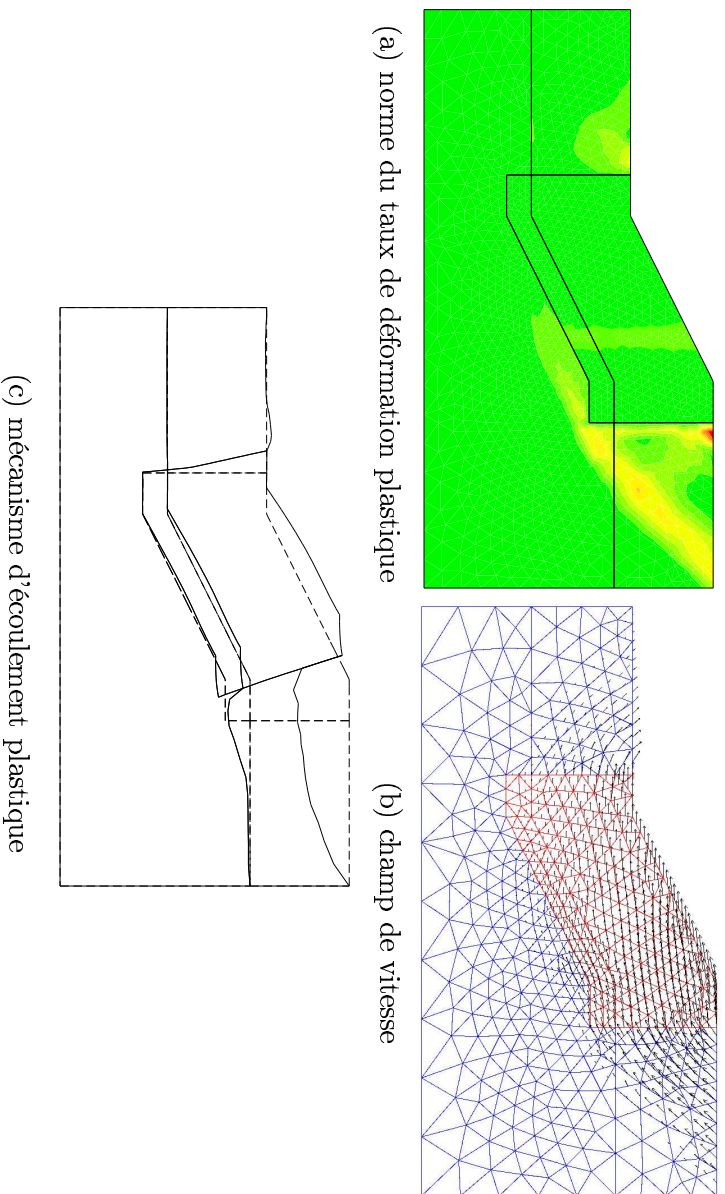 (a) norme du taux de déformation plastique
(b) champ de vitesse
(c) mécanisme d'écoulement plastique